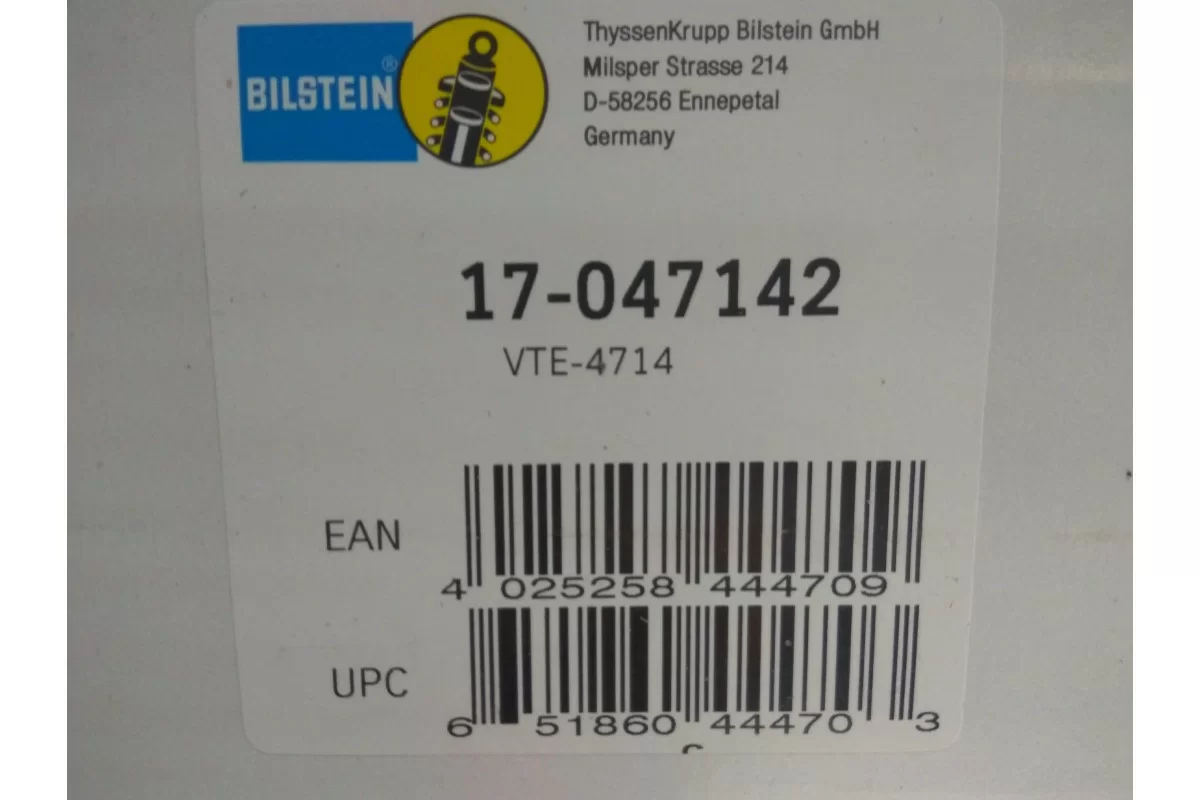 BILSTEIN®
ThyssenKrupp Bilstein GmbH
Milsper Strasse 214
D-58256 Ennepetal
Germany
17-047142
VTE-4714
EAN
4 025258 444709
UPC
6 51860 44470 3